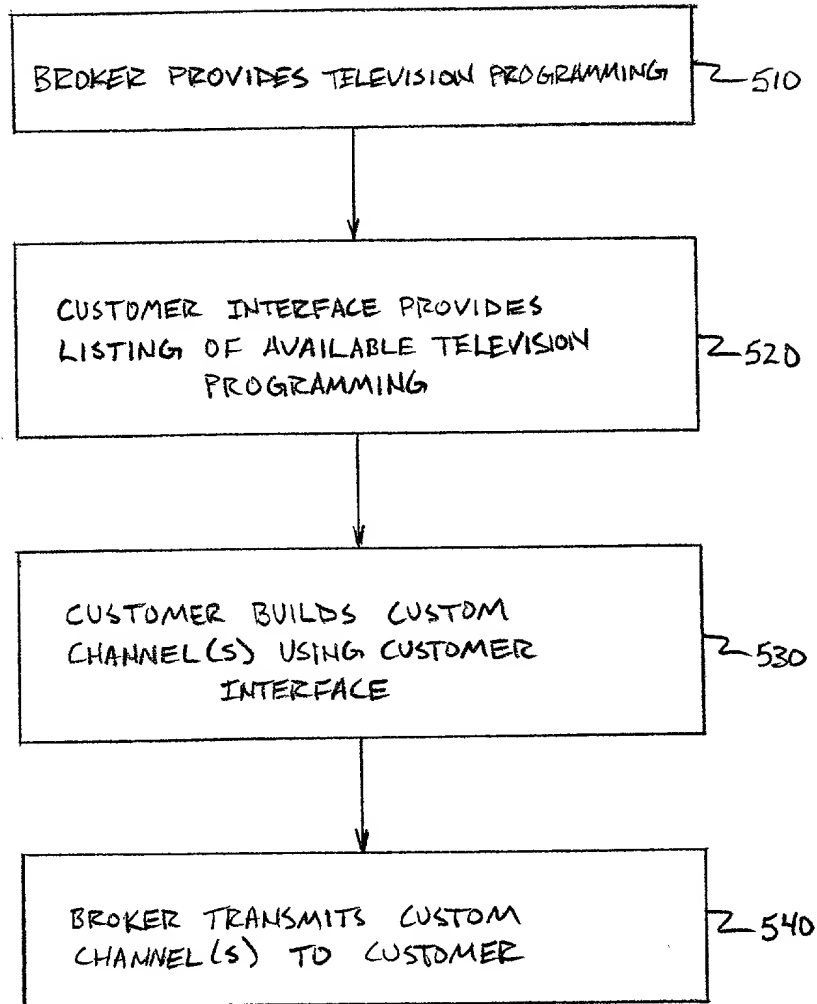 BROKER PROVIDES TELEVISION PROGRAMMING
510
CUSTOMER INTERFACE PROVIDES
LISTING OF AVAILABLE TELEVISION
PROGRAMMING
520
CUSTOMER BUILDS CUSTOM
CHANNEL(S) USING CUSTOMER
INTERFACE
530
BROKER TRANSMITS CUSTOM
CHANNEL(S) TO CUSTOMER
540